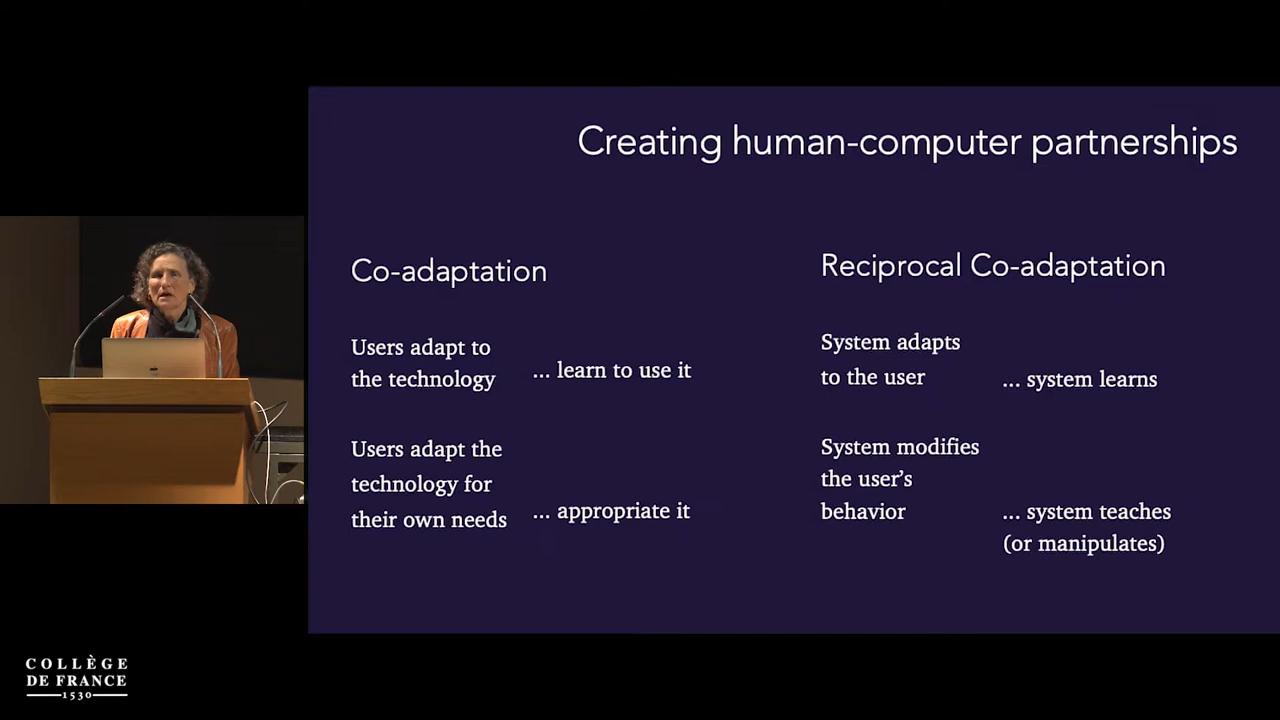 Creating human-computer partnerships
Co-adaptation
Users adapt to
the technology
... learn to use it
Users adapt the
technology for
their own needs
... appropriate it
Reciprocal Co-adaptation
System adapts
to the user
... system learns
System modifies
the user's
behavior
... system teaches
(or manipulates)
COLLÈGE
DE FRANCE
1530